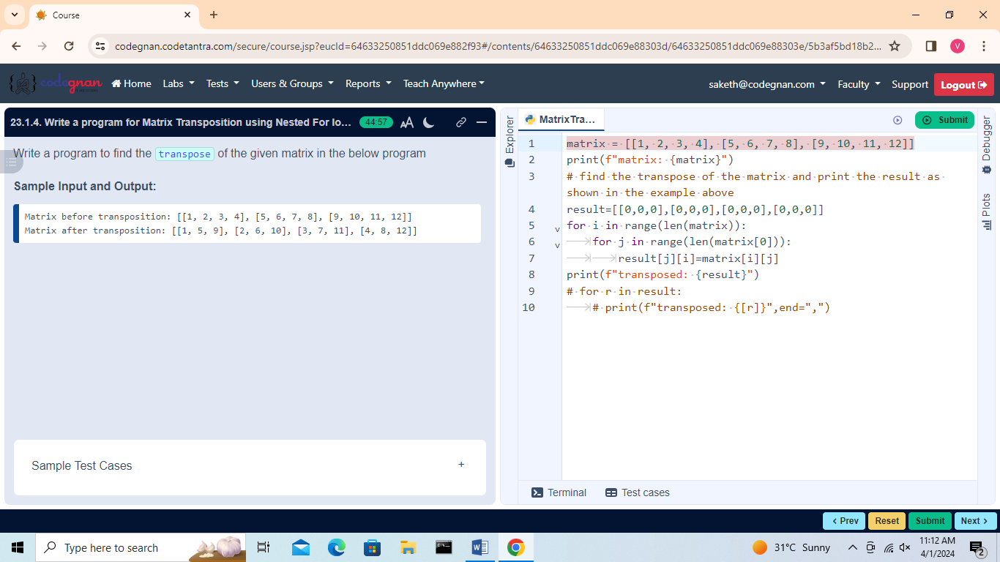 Course
codegnan.codetantra.com/secure/course.jsp?eucId=64633250851ddc069e882f93#/contents/64633250851ddc069e88303d/64633250851ddc069e88303e/5b3af5bd18b2...
V
codegnan
Home Labs Tests Users & Groups Reports Teach Anywhere
saketh@codegnan.com Faculty Support Logout
23.1.4. Write a program for Matrix Transposition using Nested For lo... 44:57 AA
Write a program to find the transpose of the given matrix in the below program
Sample Input and Output:
Matrix before transposition: [[1, 2, 3, 4], [5, 6, 7, 8], [9, 10, 11, 12]]
Matrix after transposition: [[1, 5, 9], [2, 6, 10], [3, 7, 11], [4, 8, 12]]
Sample Test Cases +
Explorer
MatrixTra...
Submit
1 matrix = [[1, 2, 3, 4], [5, 6, 7, 8], [9, 10, 11, 12]]
2 print(f"matrix: {matrix}")
3 # find the transpose of the matrix and print the result as
shown in the example above
4 result=[[0,0,0],[0,0,0],[0,0,0],[0,0,0]]
5 for i in range(len(matrix)):
6 for j in range(len(matrix[0])):
7 result[j][i]=matrix[i][j]
8 print(f"transposed: {result}")
9 # for r in result:
10 # print(f"transposed: {[r]}",end=",")
Debugger
Plots
Terminal Test cases
Prev Reset Submit Next
Type here to search
31°C Sunny
11:12 AM
4/1/2024
2